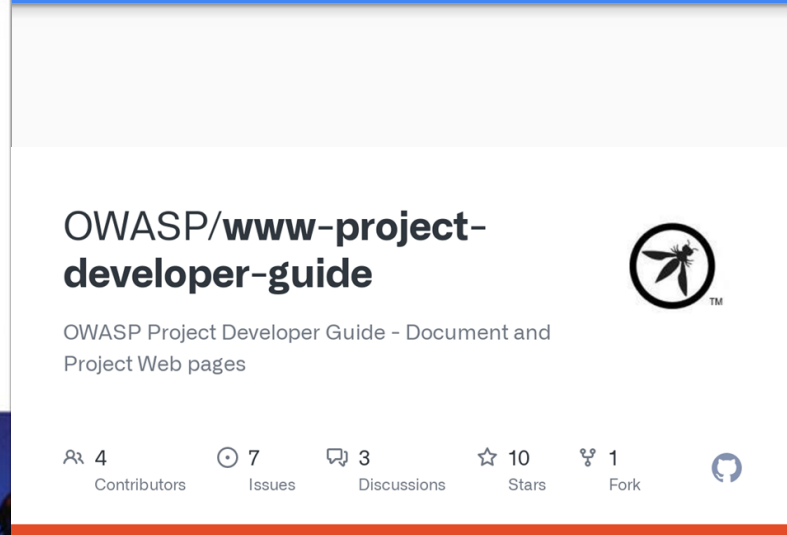 OWASP/www-project-
developer-guide
TM
OWASP Project Developer Guide - Document and
Project Web pages
4 7 3 10 1
Contributors Issues Discussions Stars Fork